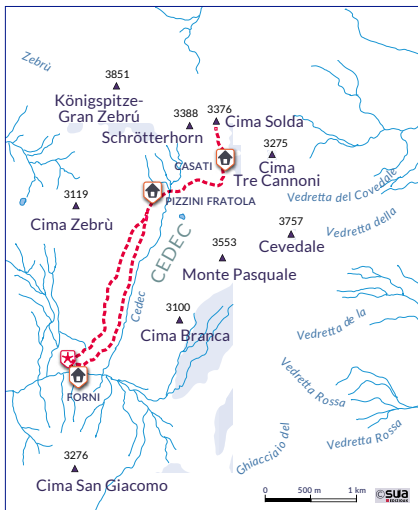 Zebrù
3851
Königspitze-
Gran Zebrú
3376
3388
Cima Solda
Schrötterhorn
3275
CASATI
Cima
Tre Cannoni
3119
PIZZINI FRATOLA
Vedretta del Covedale
Cima Zebrù
3757
Vedretta della
Cevedale
CEDEC
3553
Monte Pasquale
Cedec
3100
Cima Branca
Vedretta de la
Vedretta Rossa
FORNI
Vedretta Rossa
Ghiacciaio del
3276
Cima San Giacomo
0 500 m 1 km
©sua
EDIZIOAK